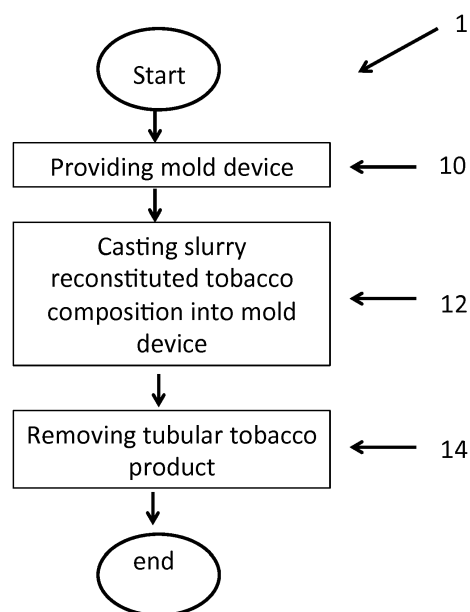 1
Start
Providing mold device
10
Casting slurry
reconstituted tobacco
composition into mold
device
12
Removing tubular tobacco
product
14
end